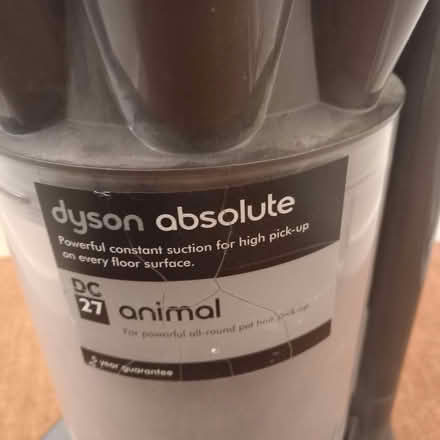 dyson absolute
Powerful constant suction for high pick-up
on every floor surface.
DC
27
animal
For powerful all-round pet hair pick-up
5 year guarantee